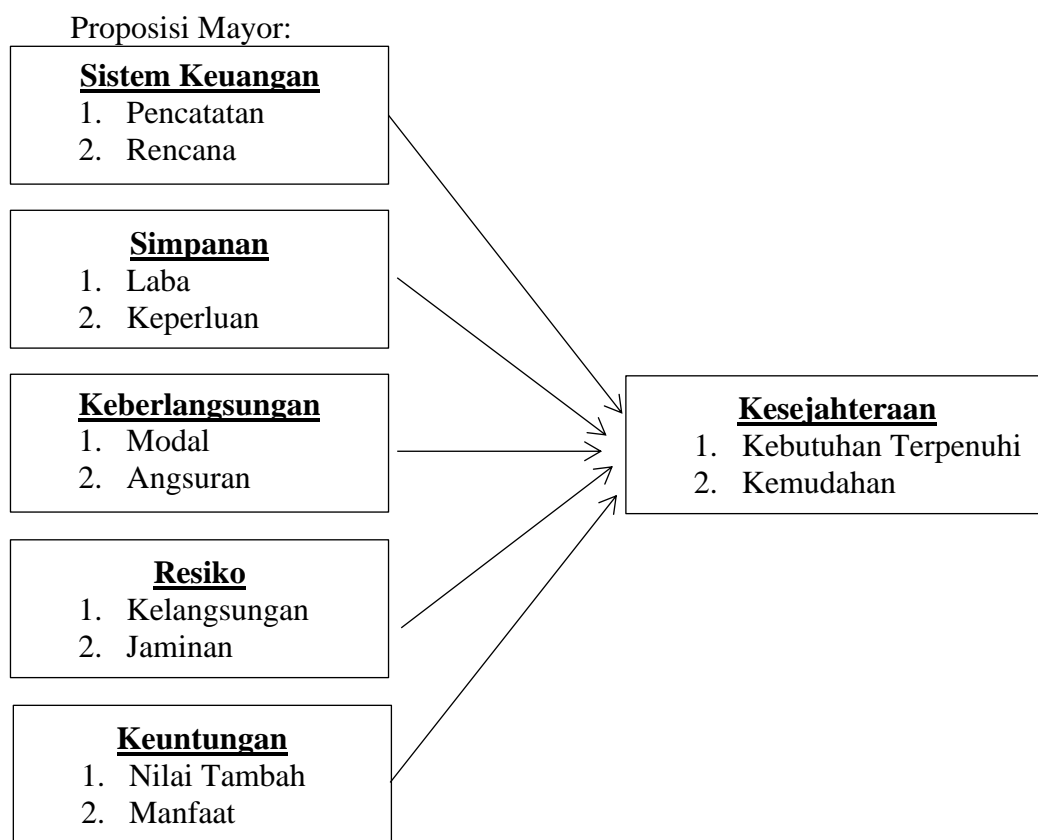 Proposisi Mayor:
Sistem Keuangan
1. Pencatatan
2. Rencana
Simpanan
1. Laba
2. Keperluan
Keberlangsungan
1. Modal
2. Angsuran
Kesejahteraan
1. Kebutuhan Terpenuhi
2. Kemudahan
Resiko
1. Kelangsungan
2. Jaminan
Keuntungan
1. Nilai Tambah
2. Manfaat